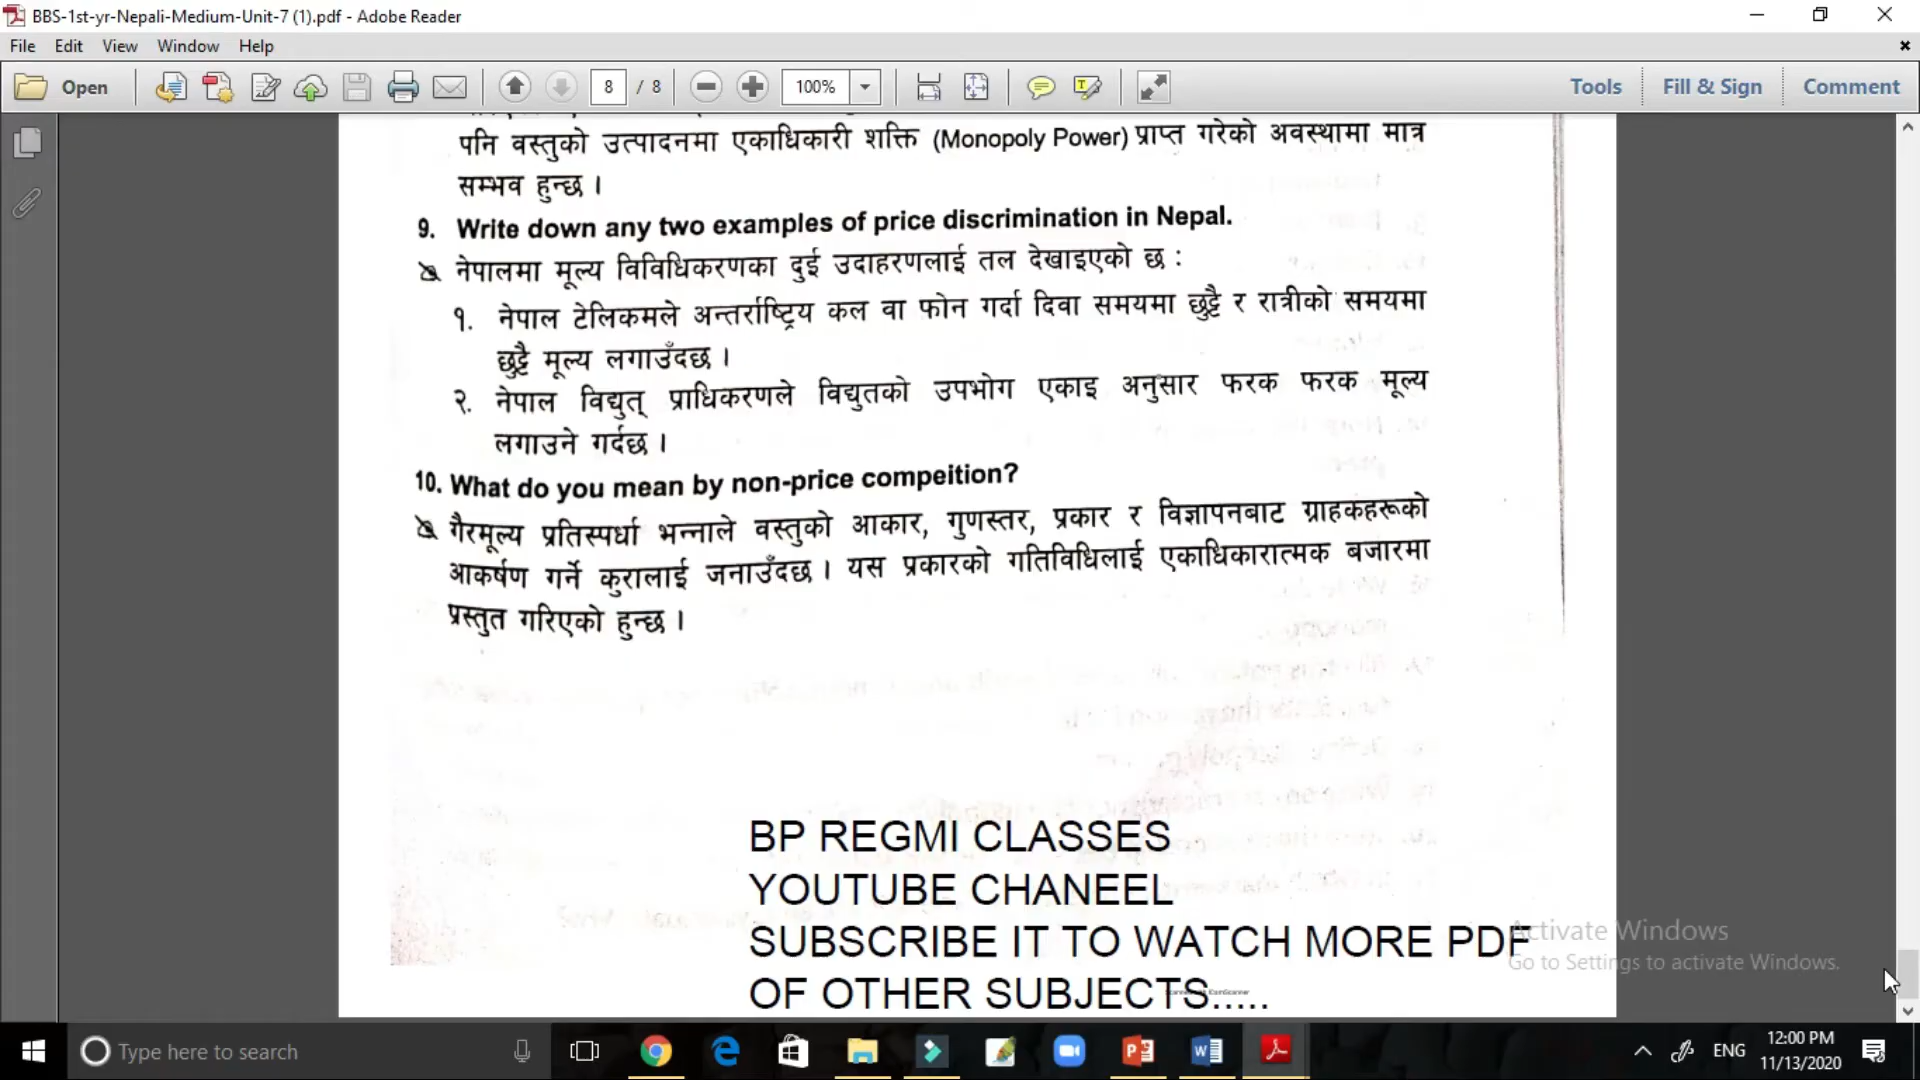 BBS-1st-yr-Nepali-Medium-Unit-7 (1).pdf - Adobe Reader
File Edit View Window Help
Open 8 / 8 100% Tools Fill & Sign Comment
पनि वस्तुको उत्पादनमा एकाधिकारी शक्ति (Monopoly Power) प्राप्त गरेको अवस्थामा मात्र
सम्भव हुन्छ ।
9. Write down any two examples of price discrimination in Nepal.
नेपालमा मूल्य विविधिकरणका दुई उदाहरणलाई तल देखाइएको छ :
१. नेपाल टेलिकमले अन्तर्राष्ट्रिय कल वा फोन गर्दा दिवा समयमा छुट्टै र रात्रीको समयमा
छुट्टै मूल्य लगाउँदछ ।
२. नेपाल विद्युत् प्राधिकरणले विद्युतको उपभोग एकाइ अनुसार फरक फरक मूल्य
लगाउने गर्दछ ।
10. What do you mean by non-price compeition?
गैरमूल्य प्रतिस्पर्धा भन्नाले वस्तुको आकार, गुणस्तर, प्रकार र विज्ञापनबाट ग्राहकहरूको
आकर्षण गर्ने कुरालाई जनाउँदछ । यस प्रकारको गतिविधिलाई एकाधिकारात्मक बजारमा
प्रस्तुत गरिएको हुन्छ ।
BP REGMI CLASSES
YOUTUBE CHANEEL
SUBSCRIBE IT TO WATCH MORE PDF
OF OTHER SUBJECTS.....
Activate Windows
Go to Settings to activate Windows.
Type here to search
ENG
12:00 PM
11/13/2020